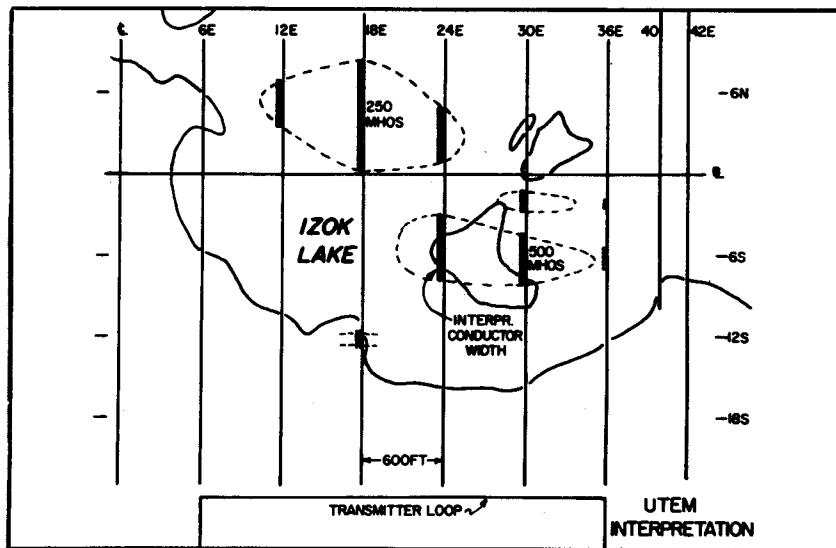 ℄ 6E 12E 18E 24E 30E 36E 40E 42E
6N
250
MHOS
℄
IZOK
LAKE
500
MHOS
6S
INTERPR.
CONDUCTOR
WIDTH
12S
18S
600FT
TRANSMITTER LOOP
UTEM
INTERPRETATION